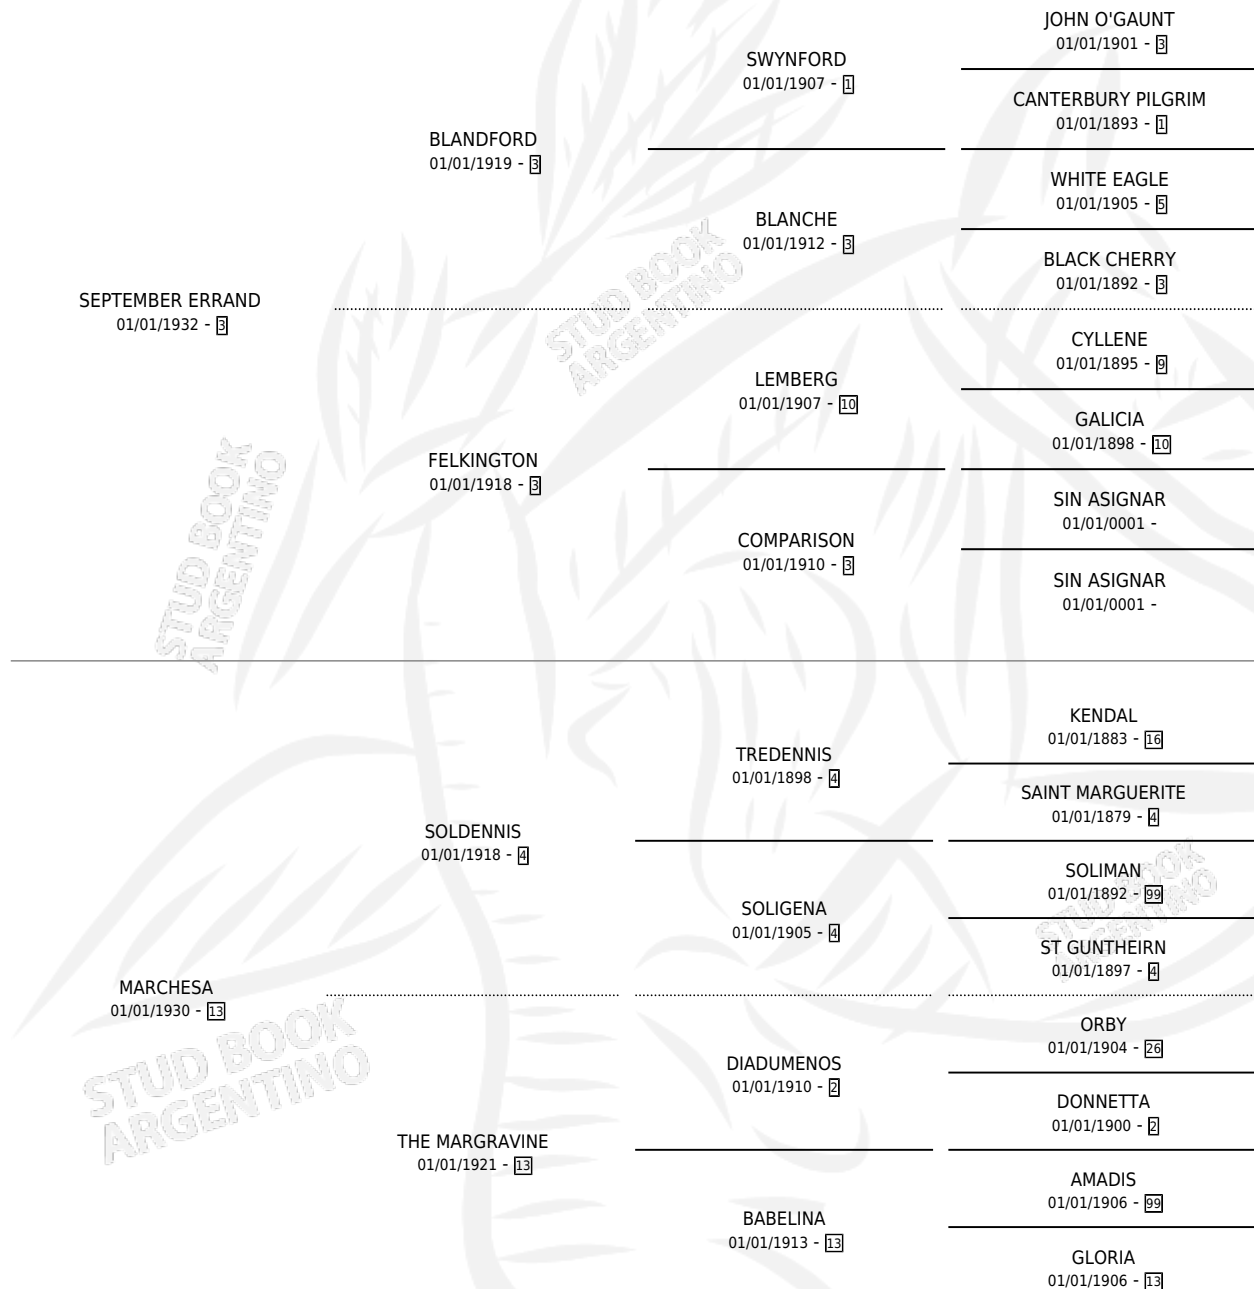 JOHN O'GAUNT
01/01/1901 - 3
SWYNFORD
01/01/1907 - 1
CANTERBURY PILGRIM
01/01/1893 - 1
BLANDFORD
01/01/1919 - 3
WHITE EAGLE
01/01/1905 - 5
BLANCHE
01/01/1912 - 3
BLACK CHERRY
01/01/1892 - 3
SEPTEMBER ERRAND
01/01/1932 - 3
STUD BOOK
ARGENTINO
CYLLENE
01/01/1895 - 9
LEMBERG
01/01/1907 - 10
GALICIA
01/01/1898 - 10
FELKINGTON
01/01/1918 - 3
SIN ASIGNAR
01/01/0001 -
COMPARISON
01/01/1910 - 3
SIN ASIGNAR
01/01/0001 -
STUD BOOK
ARGENTINO
KENDAL
01/01/1883 - 16
TREDENNIS
01/01/1898 - 4
SAINT MARGUERITE
01/01/1879 - 4
SOLDENNIS
01/01/1918 - 4
SOLIMAN
01/01/1892 - 99
SOLIGENA
01/01/1905 - 4
ST GUNTHEIRN
01/01/1897 - 4
STUD BOOK
ARGENTINO
MARCHESA
01/01/1930 - 13
STUD BOOK
ARGENTINO
ORBY
01/01/1904 - 26
DIADUMENOS
01/01/1910 - 2
DONNETTA
01/01/1900 - 2
THE MARGRAVINE
01/01/1921 - 13
AMADIS
01/01/1906 - 99
BABELINA
01/01/1913 - 13
GLORIA
01/01/1906 - 13